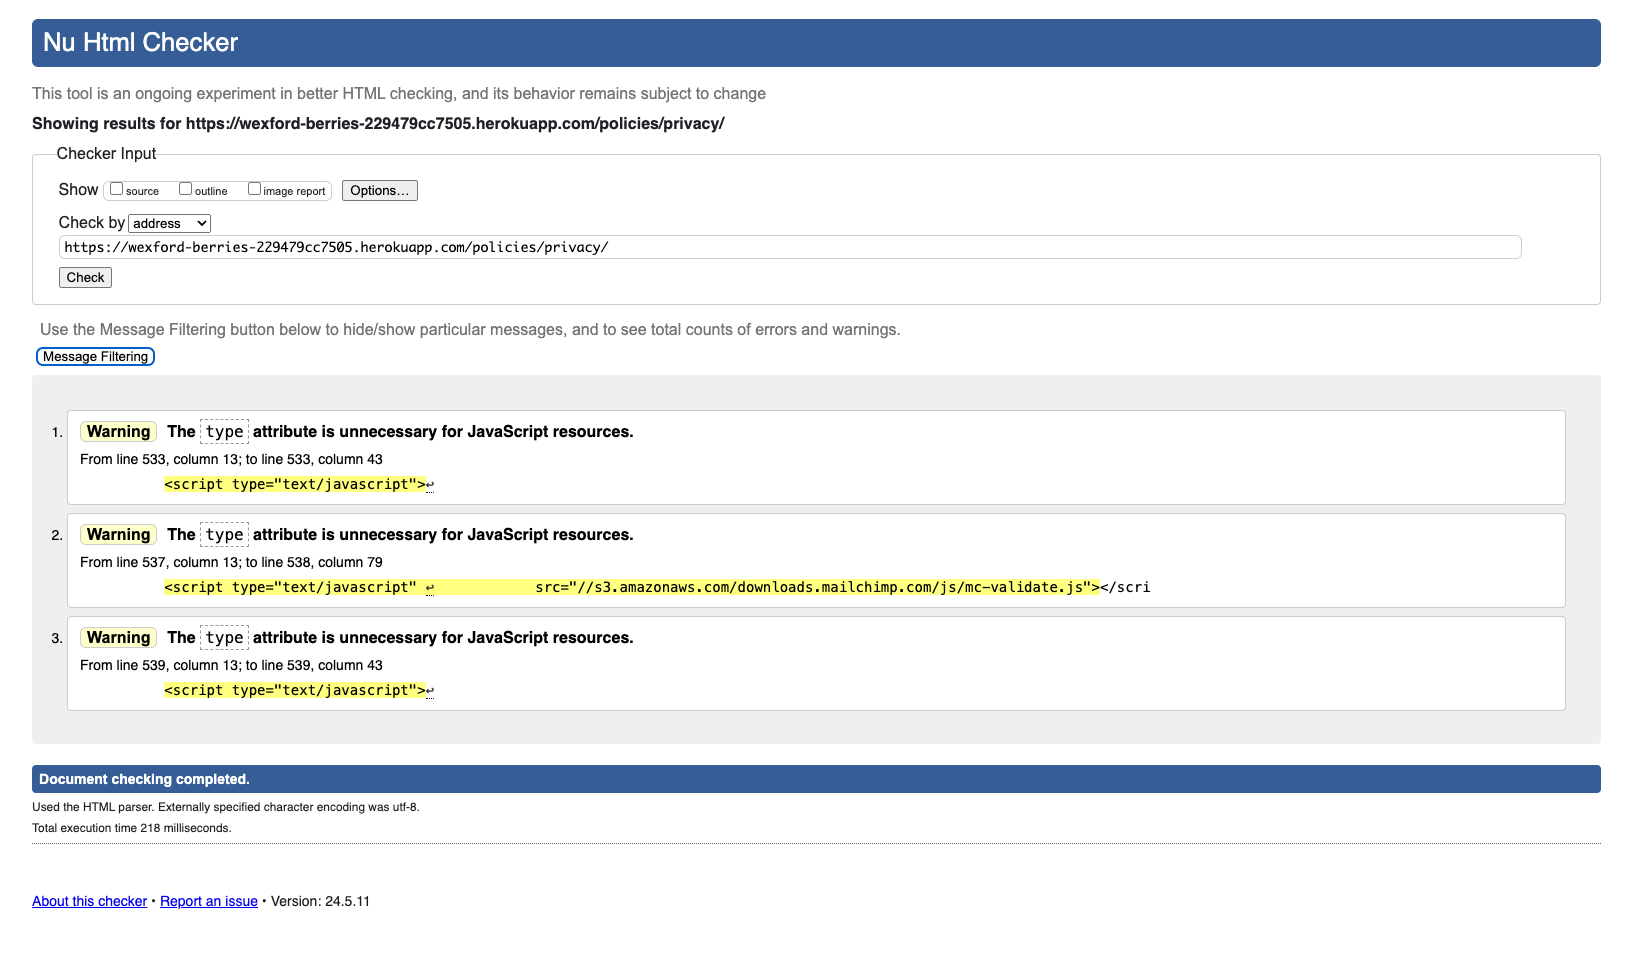 Nu Html Checker
This tool is an ongoing experiment in better HTML checking, and its behavior remains subject to change
Showing results for https://wexford-berries-229479cc7505.herokuapp.com/policies/privacy/
Checker Input
Show source outline image report Options...
Check by address
https://wexford-berries-229479cc7505.herokuapp.com/policies/privacy/
Check
Use the Message Filtering button below to hide/show particular messages, and to see total counts of errors and warnings.
Message Filtering
1. Warning The type attribute is unnecessary for JavaScript resources.
From line 533, column 13; to line 533, column 43
<script type="text/javascript">↩
2. Warning The type attribute is unnecessary for JavaScript resources.
From line 537, column 13; to line 538, column 79
<script type="text/javascript" ↩ src="//s3.amazonaws.com/downloads.mailchimp.com/js/mc-validate.js"></scri
3. Warning The type attribute is unnecessary for JavaScript resources.
From line 539, column 13; to line 539, column 43
<script type="text/javascript">↩
Document checking completed.
Used the HTML parser. Externally specified character encoding was utf-8.
Total execution time 218 milliseconds.
About this checker • Report an issue • Version: 24.5.11